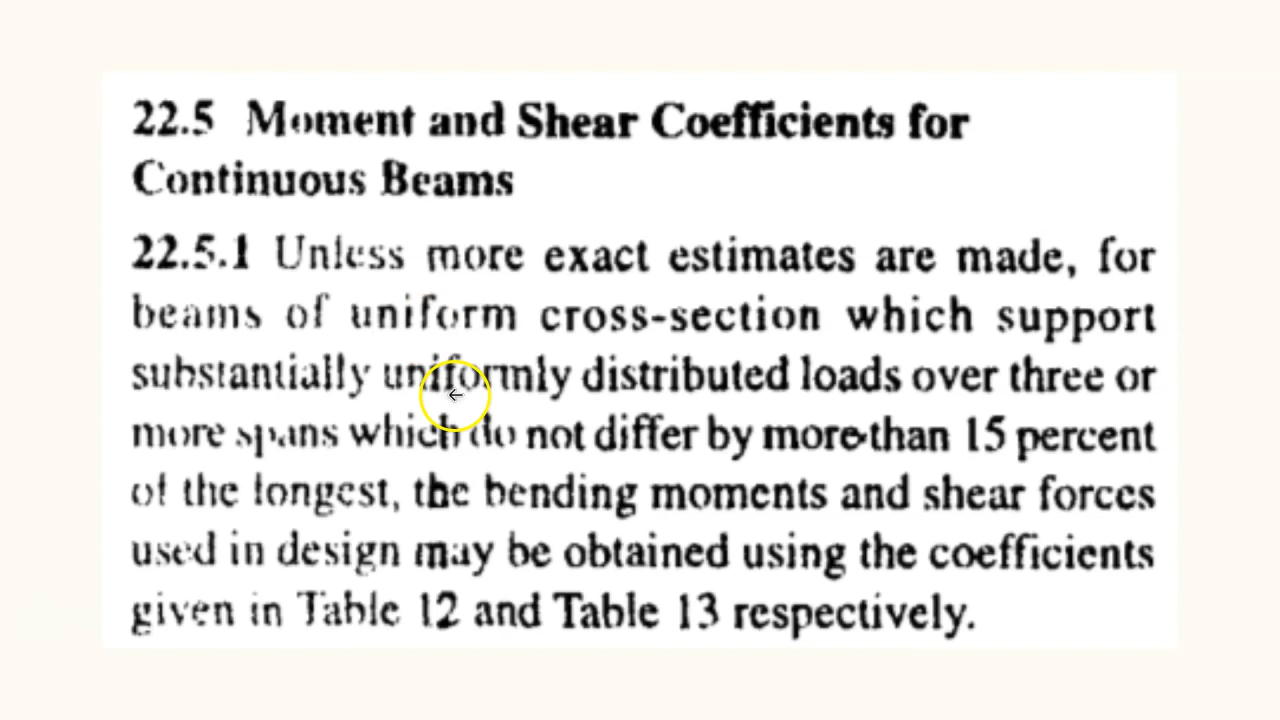 22.5 Moment and Shear Coefficients for
Continuous Beams
22.5.1 Unless more exact estimates are made, for
beams of uniform cross-section which support
substantially uniformly distributed loads over three or
more spans which do not differ by more than 15 percent
of the longest, the bending moments and shear forces
used in design may be obtained using the coefficients
given in Table 12 and Table 13 respectively.